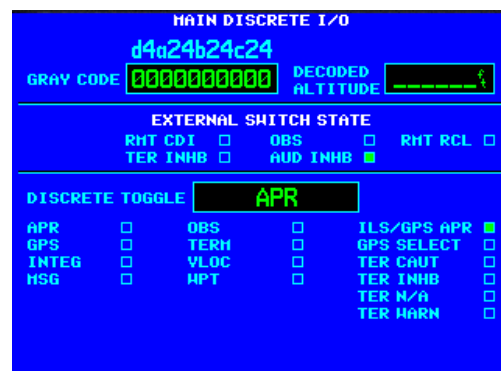 MAIN DISCRETE I/O
d4a24b24c24
GRAY CODE 0000000000 DECODED ALTITUDE ______ft
EXTERNAL SWITCH STATE
RMT CDI OBS RMT RCL
TER INHB AUD INHB
DISCRETE TOGGLE APR
APR OBS ILS/GPS APR
GPS TERM GPS SELECT
INTEG VLOC TER CAUT
MSG WPT TER INHB
TER N/A
TER WARN